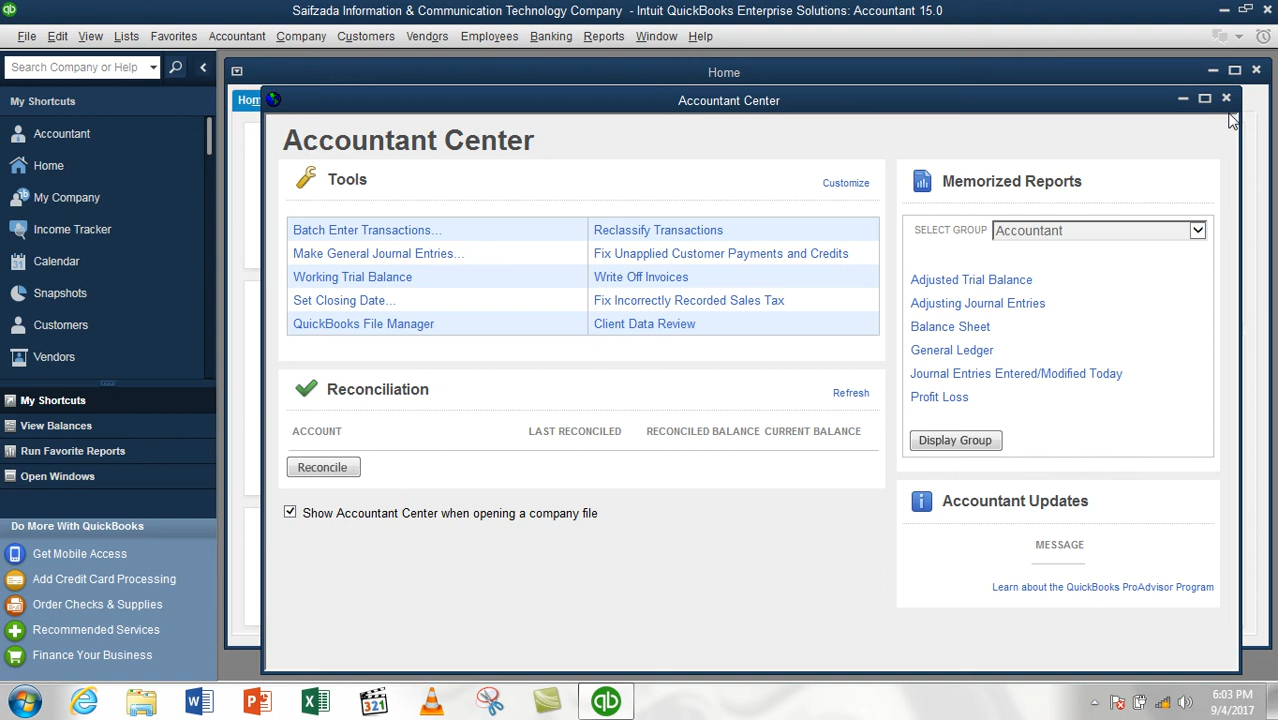 Saifzada Information & Communication Technology Company - Intuit QuickBooks Enterprise Solutions: Accountant 15.0
File Edit View Lists Favorites Accountant Company Customers Vendors Employees Banking Reports Window Help
Search Company or Help
My Shortcuts
Accountant
Home
My Company
Income Tracker
Calendar
Snapshots
Customers
Vendors
My Shortcuts
View Balances
Run Favorite Reports
Open Windows
Do More With QuickBooks
Get Mobile Access
Add Credit Card Processing
Order Checks & Supplies
Recommended Services
Finance Your Business
Home
Hom
Accountant Center
Accountant Center
Tools
Customize
Batch Enter Transactions... Reclassify Transactions
Make General Journal Entries... Fix Unapplied Customer Payments and Credits
Working Trial Balance Write Off Invoices
Set Closing Date... Fix Incorrectly Recorded Sales Tax
QuickBooks File Manager Client Data Review
Reconciliation
Refresh
ACCOUNT LAST RECONCILED RECONCILED BALANCE CURRENT BALANCE
Reconcile
Show Accountant Center when opening a company file
Memorized Reports
SELECT GROUP Accountant
Adjusted Trial Balance
Adjusting Journal Entries
Balance Sheet
General Ledger
Journal Entries Entered/Modified Today
Profit Loss
Display Group
Accountant Updates
MESSAGE
Learn about the QuickBooks ProAdvisor Program
6:03 PM
9/4/2017